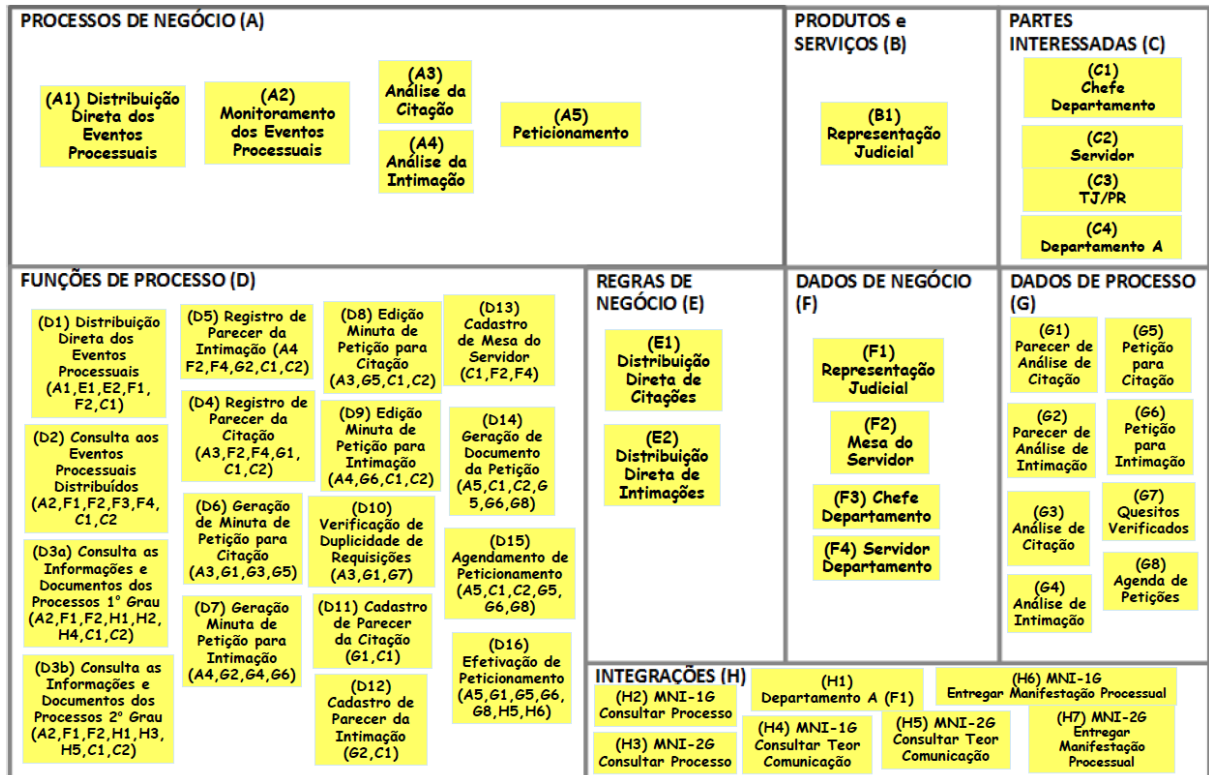 PROCESSOS DE NEGÓCIO (A)
(A1) Distribuição
Direta dos
Eventos
Processuais
(A2)
Monitoramento
dos Eventos
Processuais
(A3)
Análise da
Citação
(A4)
Análise da
Intimação
(A5)
Peticionamento
PRODUTOS e
SERVIÇOS (B)
(B1)
Representação
Judicial
PARTES
INTERESSADAS (C)
(C1)
Chefe
Departamento
(C2)
Servidor
(C3)
TJ/PR
(C4)
Departamento A
FUNÇÕES DE PROCESSO (D)
(D1) Distribuição
Direta dos
Eventos
Processuais
(A1,E1,E2,F1,
F2,C1)
(D2) Consulta aos
Eventos
Processuais
Distribuídos
(A2,F1,F2,F3,F4,
C1,C2
(D3a) Consulta as
Informações e
Documentos dos
Processos 1º Grau
(A2,F1,F2,H1,H2,
H4,C1,C2)
(D3b) Consulta as
Informações e
Documentos dos
Processos 2º Grau
(A2,F1,F2,H1,H3,
H5,C1,C2)
(D5) Registro de
Parecer da
Intimação (A4
F2,F4,G2,C1,C2)
(D4) Registro de
Parecer da
Citação
(A3,F2,F4,G1,
C1,C2)
(D6) Geração
de Minuta de
Petição para
Citação
(A3,G1,G3,G5)
(D7) Geração
Minuta de
Petição para
Intimação
(A4,G2,G4,G6)
(D8) Edição
Minuta de
Petição para
Citação
(A3,G5,C1,C2)
(D9) Edição
Minuta de
Petição para
Intimação
(A4,G6,C1,C2)
(D10)
Verificação de
Duplicidade de
Requisições
(A3,G1,G7)
(D11) Cadastro
de Parecer
da Citação
(G1,C1)
(D12)
Cadastro de
Parecer da
Intimação
(G2,C1)
(D13)
Cadastro
de Mesa do
Servidor
(C1,F2,F4)
(D14)
Geração de
Documento
da Petição
(A5,C1,C2,G
5,G6,G8)
(D15)
Agendamento de
Peticionamento
(A5,C1,C2,G5,
G6,G8)
(D16)
Efetivação de
Peticionamento
(A5,G1,G5,G6,
G8,H5,H6)
REGRAS DE
NEGÓCIO (E)
(E1)
Distribuição
Direta de
Citações
(E2)
Distribuição
Direta de
Intimações
DADOS DE NEGÓCIO
(F)
(F1)
Representação
Judicial
(F2)
Mesa do
Servidor
(F3) Chefe
Departamento
(F4) Servidor
Departamento
DADOS DE PROCESSO
(G)
(G1)
Parecer de
Análise de
Citação
(G2)
Parecer de
Análise de
Intimação
(G3)
Análise de
Citação
(G4)
Análise de
Intimação
(G5)
Petição
para
Citação
(G6)
Petição
para
Intimação
(G7)
Quesitos
Verificados
(G8)
Agenda de
Petições
INTEGRAÇÕES (H)
(H2) MNI-1G
Consultar Processo
(H3) MNI-2G
Consultar Processo
(H1)
Departamento A (F1)
(H4) MNI-1G
Consultar Teor
Comunicação
(H5) MNI-2G
Consultar Teor
Comunicação
(H6) MNI-1G
Entregar Manifestação Processual
(H7) MNI-2G
Entregar
Manifestação
Processual